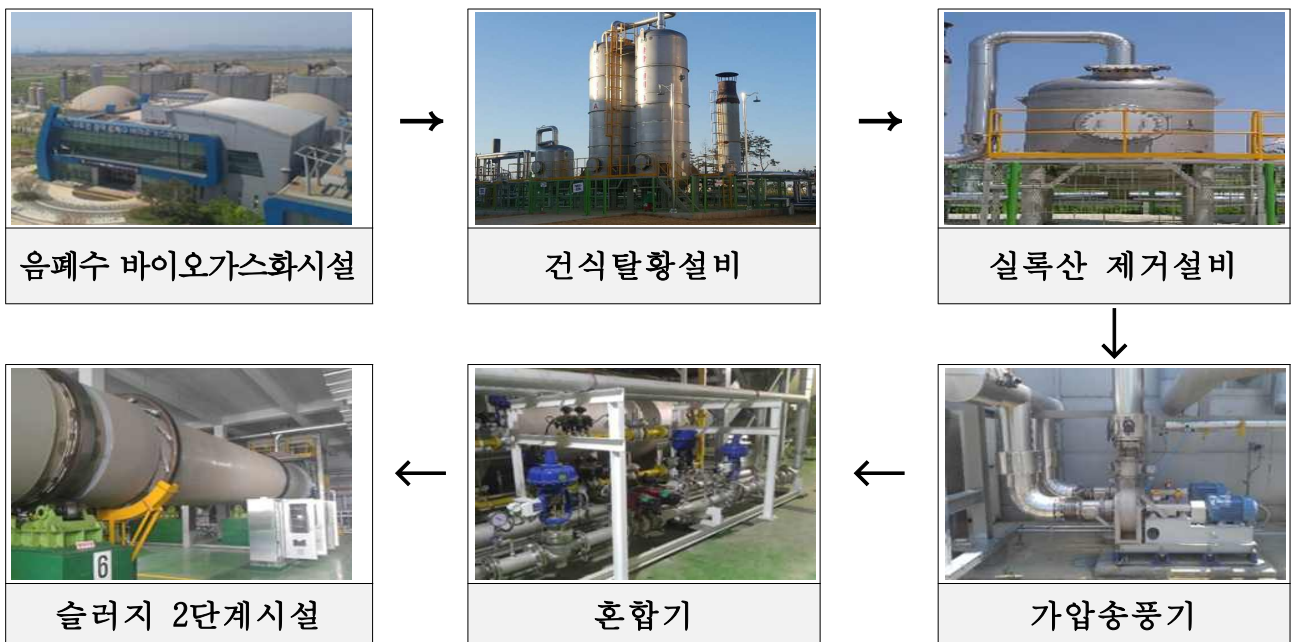 음폐수 바이오가스화시설
건식탈황설비
실록산 제거설비
슬러지 2단계시설
6
혼합기
가압송풍기